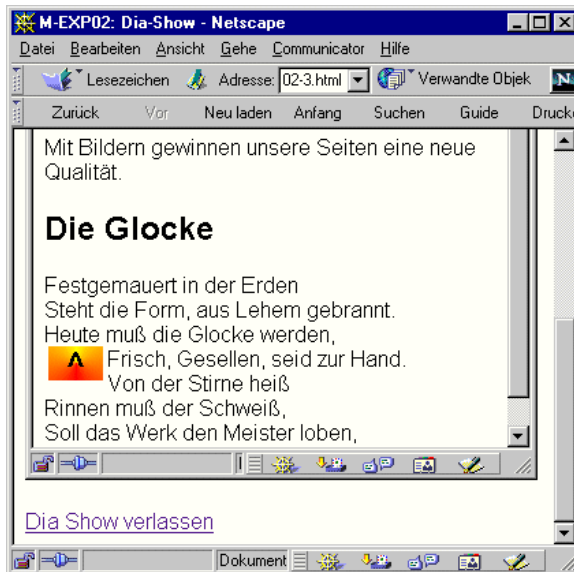 M-EXP02: Dia-Show - Netscape
Datei Bearbeiten Ansicht Gehe Communicator Hilfe
Lesezeichen Adresse: 02-3.html Verwandte Objek N
Zurück Vor Neu laden Anfang Suchen Guide Drucke
Mit Bildern gewinnen unsere Seiten eine neue
Qualität.
Die Glocke
Festgemauert in der Erden
Steht die Form, aus Lehem gebrannt.
Heute muß die Glocke werden,
Frisch, Gesellen, seid zur Hand.
Von der Stirne heiß
Rinnen muß der Schweiß,
Soll das Werk den Meister loben,
Dia Show verlassen
Dokument